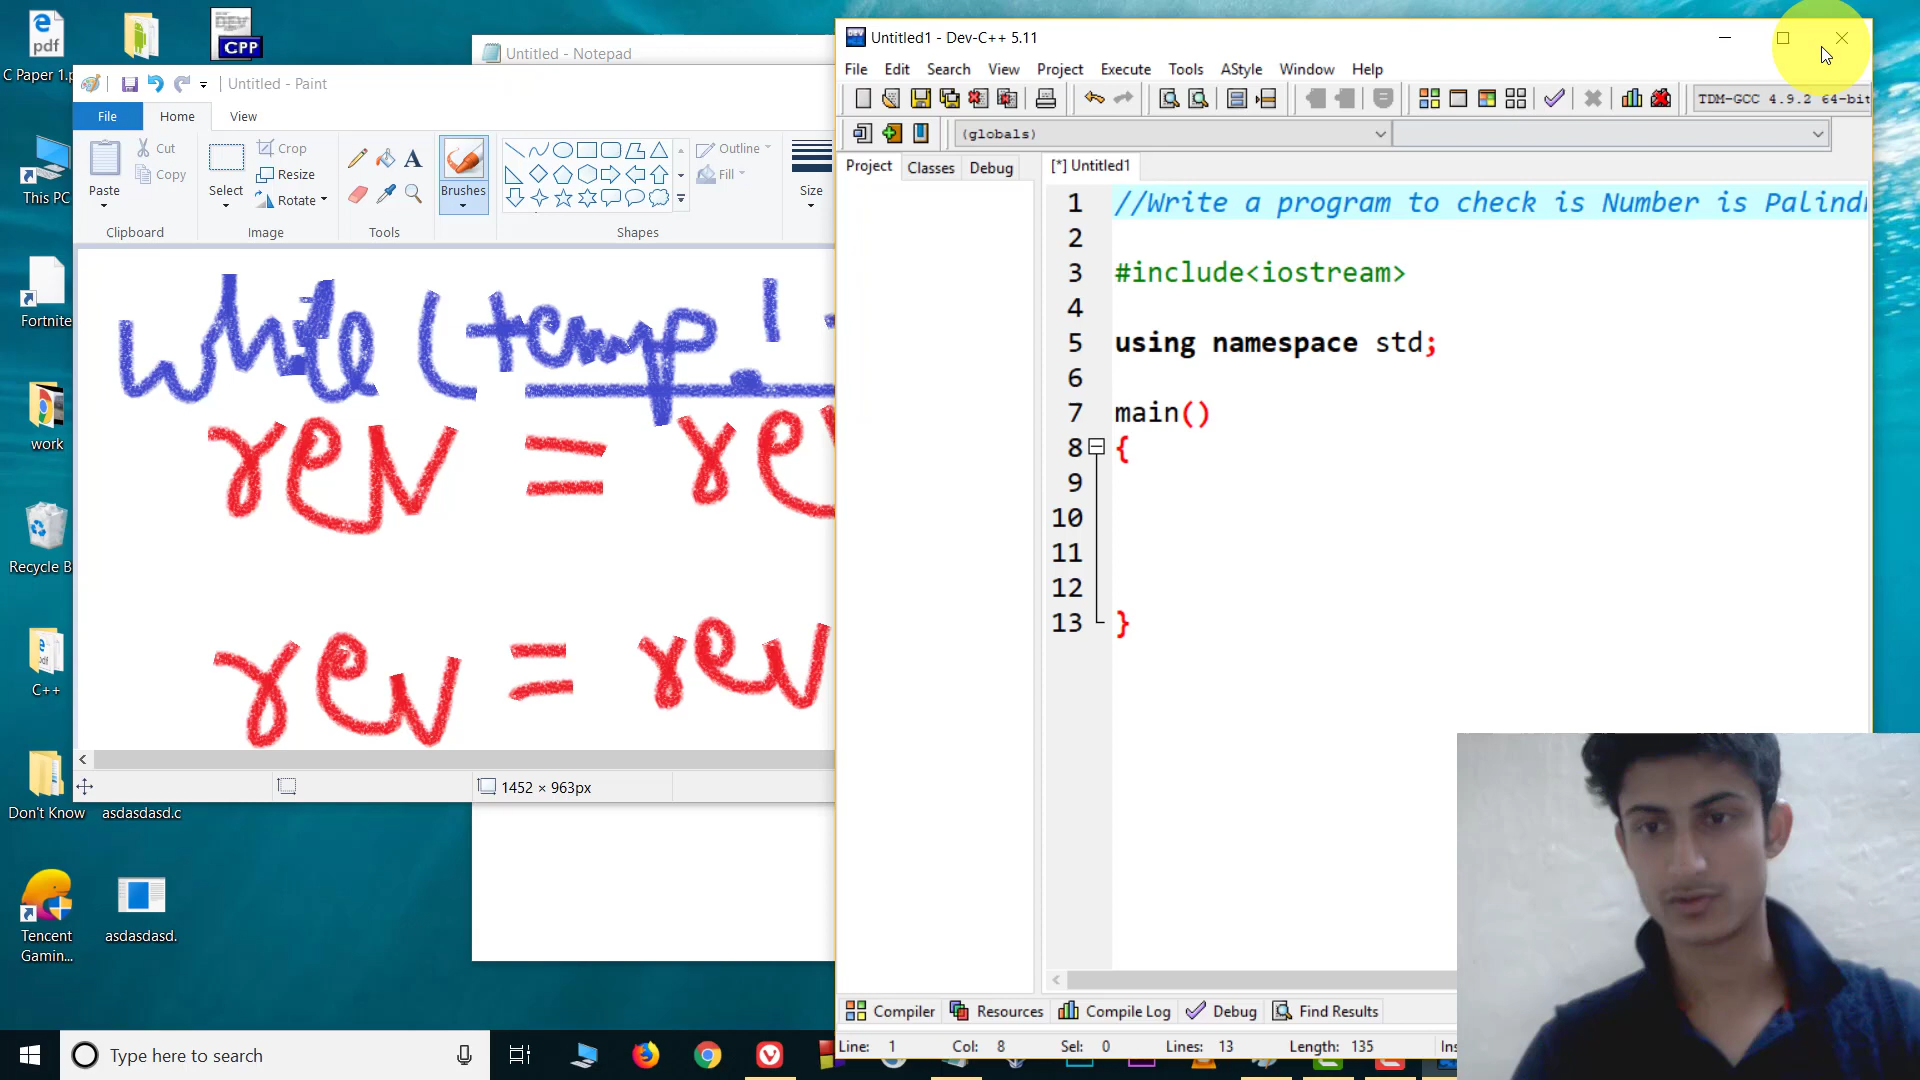 pdf
C Paper 1.p
DEV
CPP
This PC
Fortnite
work
Recycle B
C++
Don't Know
asdasdasd.c
Tencent
Gamin...
asdasdasd.
Untitled - Notepad
Untitled - Paint
File Home View
Paste
Cut
Copy
Clipboard
Select
Crop
Resize
Rotate
Image
Tools
Brushes
Shapes
Outline
Fill
Size
while (temp !
rev = rev
rev = rev
1452 × 963px
Untitled1 - Dev-C++ 5.11
File Edit Search View Project Execute Tools AStyle Window Help
TDM-GCC 4.9.2 64-bit
(globals)
Project Classes Debug
[*] Untitled1
1 //Write a program to check is Number is Palind
2
3 #include<iostream>
4
5 using namespace std;
6
7 main()
8 {
9
10
11
12
13 }
Compiler Resources Compile Log Debug Find Results
Line: 1 Col: 8 Sel: 0 Lines: 13 Length: 135 Ins
Type here to search